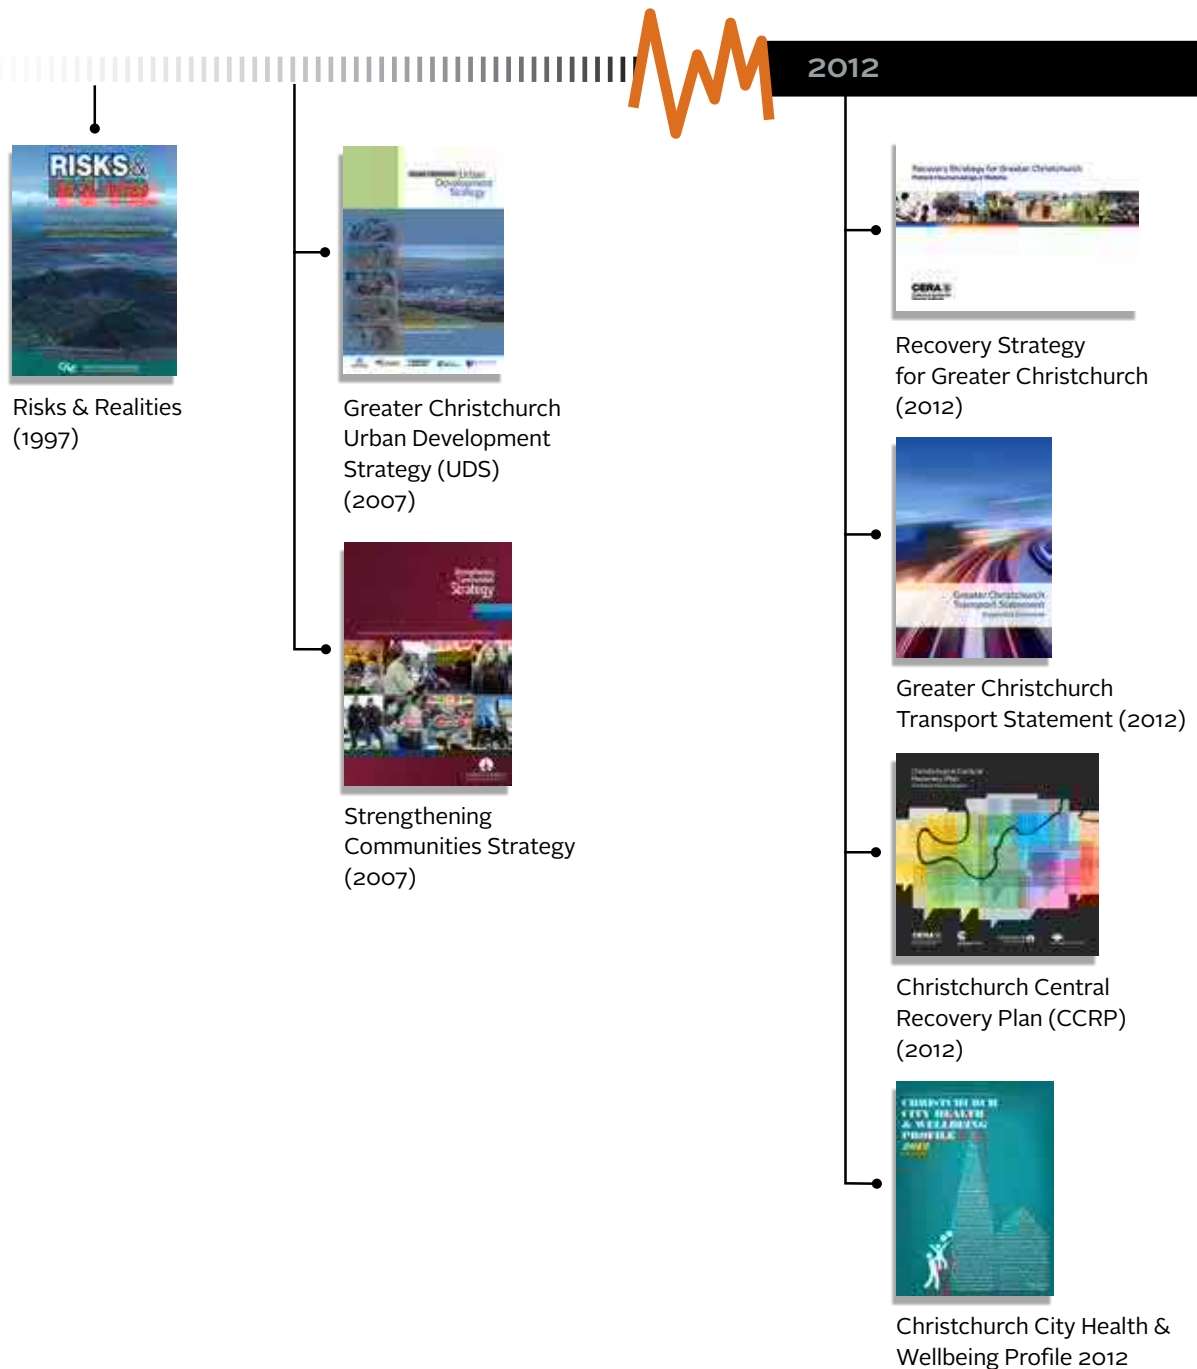 2012
RISKS &
Risks & Realities
(1997)
Urban
Development
Strategy
Greater Christchurch
Urban Development
Strategy (UDS)
(2007)
Strengthening
Communities
Strategy
Strengthening
Communities Strategy
(2007)
Recovery Strategy for Greater Christchurch
CERA
Recovery Strategy
for Greater Christchurch
(2012)
Greater Christchurch
Transport Statement
Greater Christchurch
Transport Statement (2012)
Christchurch Central
Recovery Plan
CERA
Christchurch Central
Recovery Plan (CCRP)
(2012)
CHRISTCHURCH
CITY HEALTH
& WELLBEING
PROFILE
2012
Christchurch City Health &
Wellbeing Profile 2012